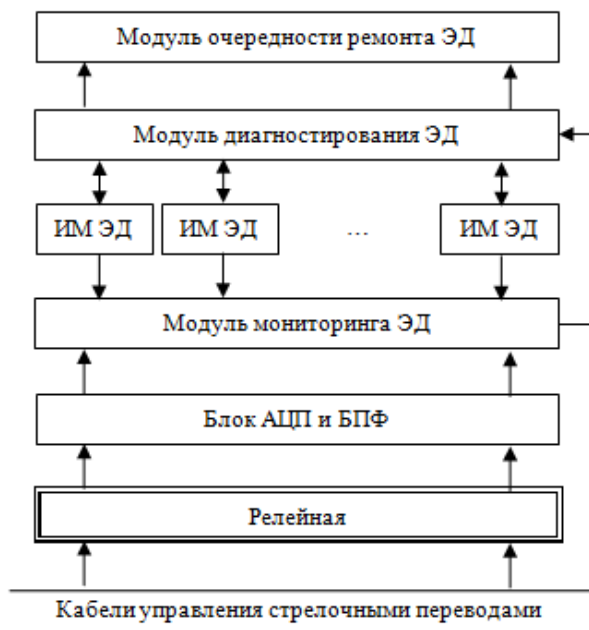 Модуль очередности ремонта ЭД
Модуль диагностирования ЭД
ИМ ЭД ИМ ЭД ... ИМ ЭД
Модуль мониторинга ЭД
Блок АЦП и БПФ
Релейная
Кабели управления стрелочными переводами